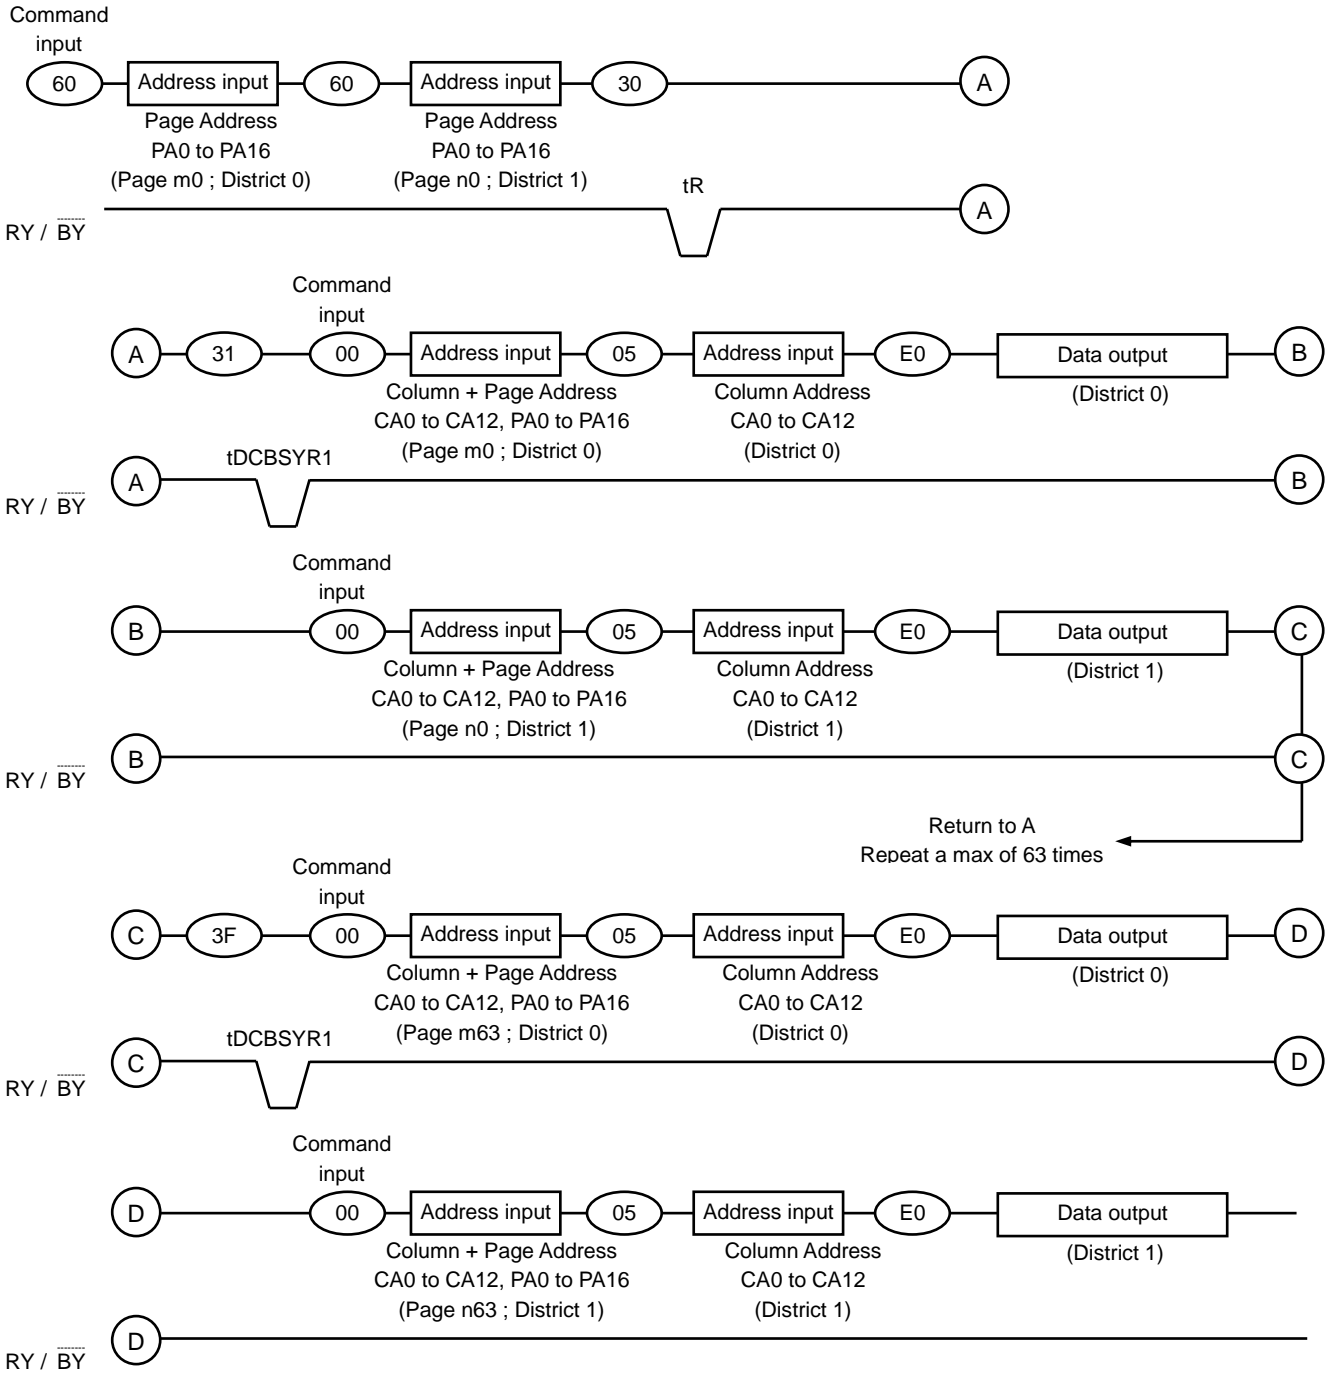 Command
input
60
Address input
60
Address input
30
A
Page Address
PA0 to PA16
(Page m0 ; District 0)
Page Address
PA0 to PA16
(Page n0 ; District 1)
tR
A
RY / BY
Command
input
A
31
00
Address input
05
Address input
E0
Data output
B
Column + Page Address
CA0 to CA12, PA0 to PA16
(Page m0 ; District 0)
Column Address
CA0 to CA12
(District 0)
(District 0)
tDCBSYR1
A
B
RY / BY
Command
input
B
00
Address input
05
Address input
E0
Data output
C
Column + Page Address
CA0 to CA12, PA0 to PA16
(Page n0 ; District 1)
Column Address
CA0 to CA12
(District 1)
(District 1)
B
C
RY / BY
Return to A
Repeat a max of 63 times
Command
input
C
3F
00
Address input
05
Address input
E0
Data output
D
Column + Page Address
CA0 to CA12, PA0 to PA16
(Page m63 ; District 0)
Column Address
CA0 to CA12
(District 0)
(District 0)
tDCBSYR1
C
D
RY / BY
Command
input
D
00
Address input
05
Address input
E0
Data output
Column + Page Address
CA0 to CA12, PA0 to PA16
(Page n63 ; District 1)
Column Address
CA0 to CA12
(District 1)
(District 1)
D
RY / BY